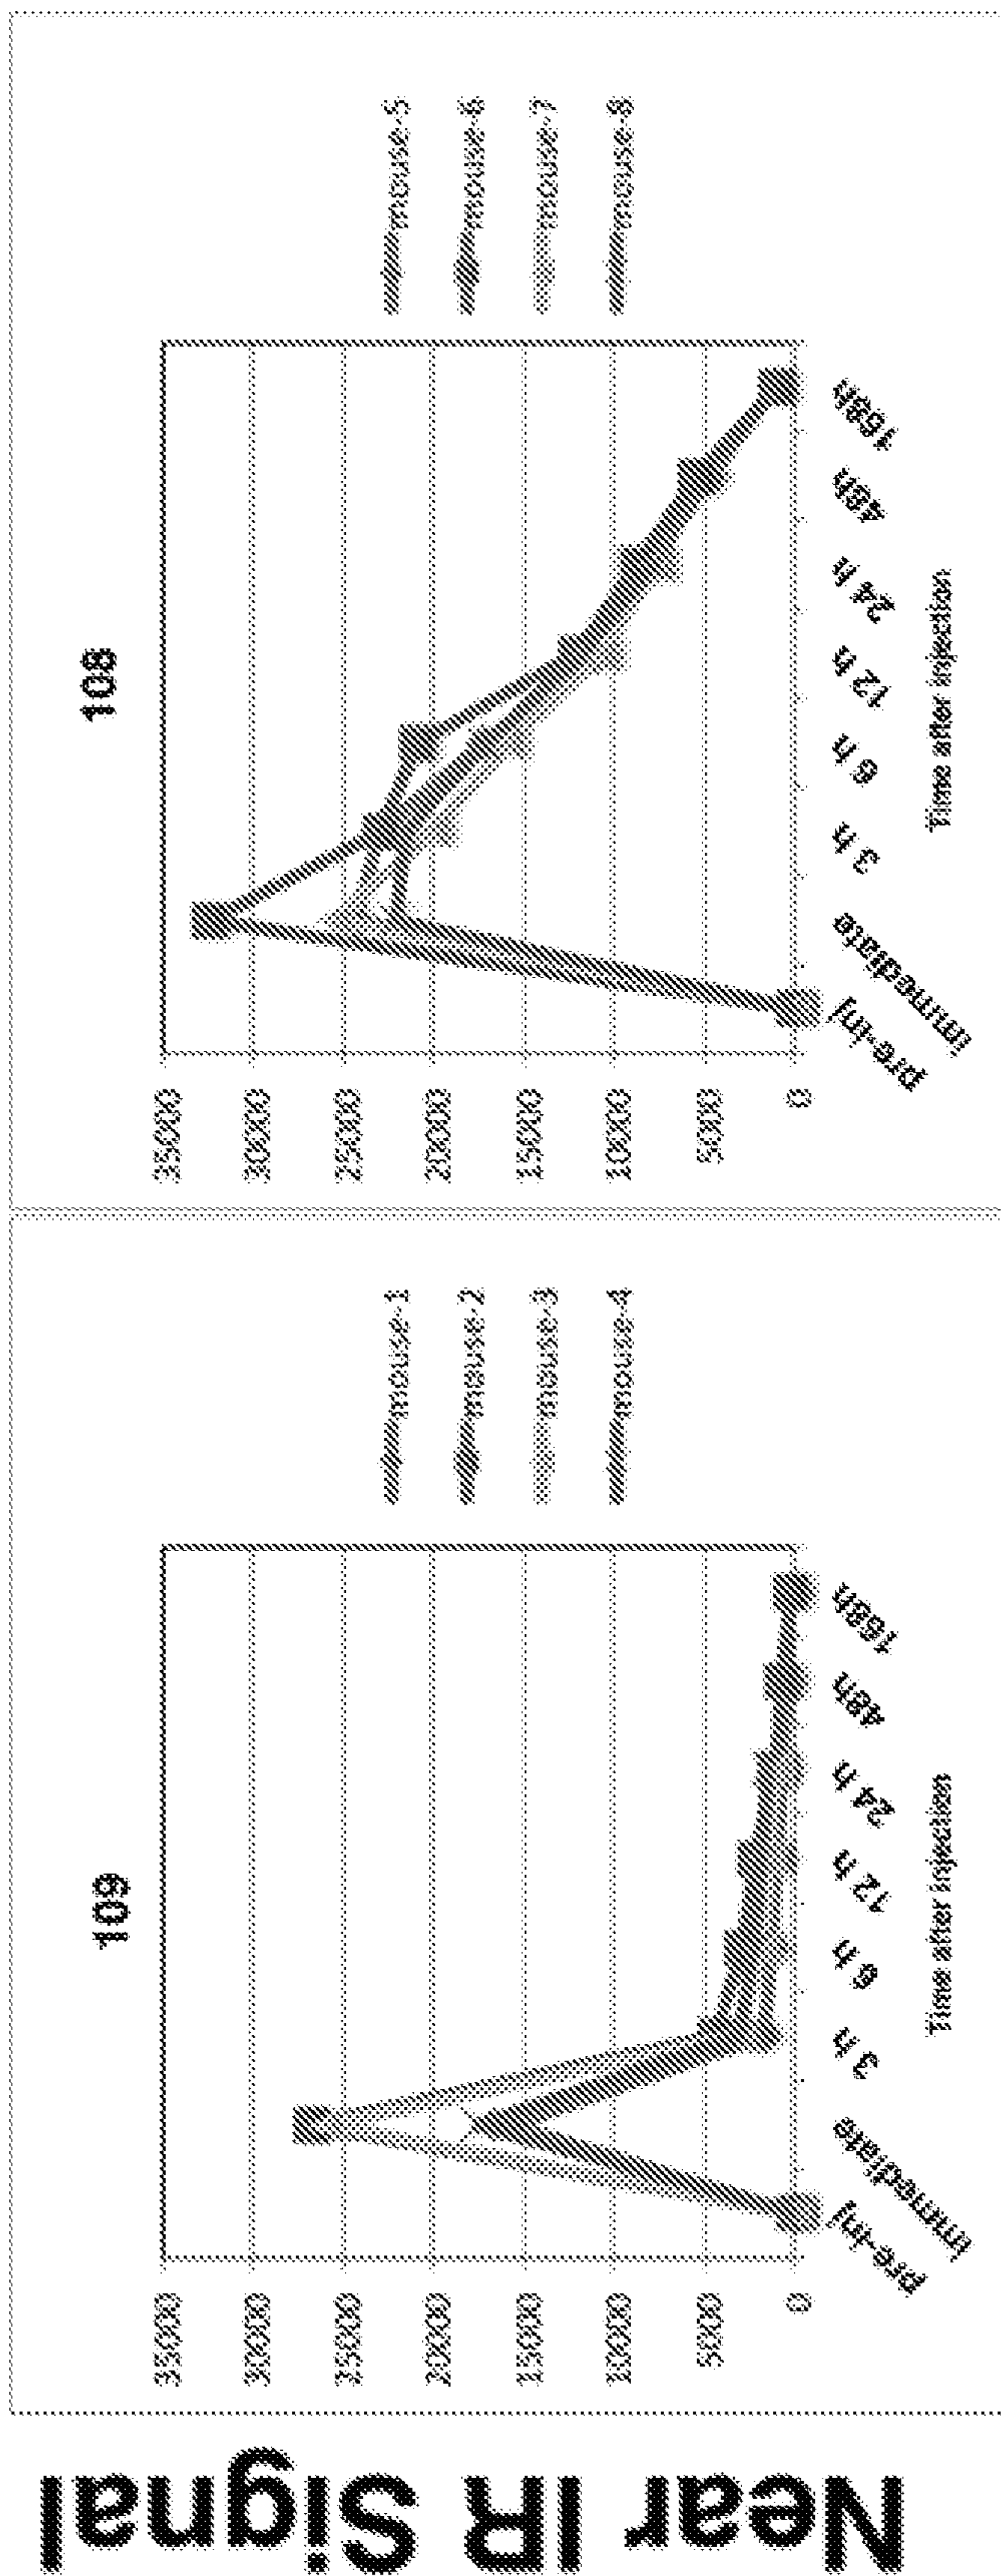 Near IR Signal
109
35000
30000
25000
20000
15000
10000
5000
0
pre-inj
immediate
3 h
6 h
12 h
24 h
48h
168h
Time after injection
mouse-1
mouse-2
mouse-3
mouse-4
108
35000
30000
25000
20000
15000
10000
5000
0
pre-inj
immediate
3 h
6 h
12 h
24 h
48h
168h
Time after injection
mouse-5
mouse-6
mouse-7
mouse-8